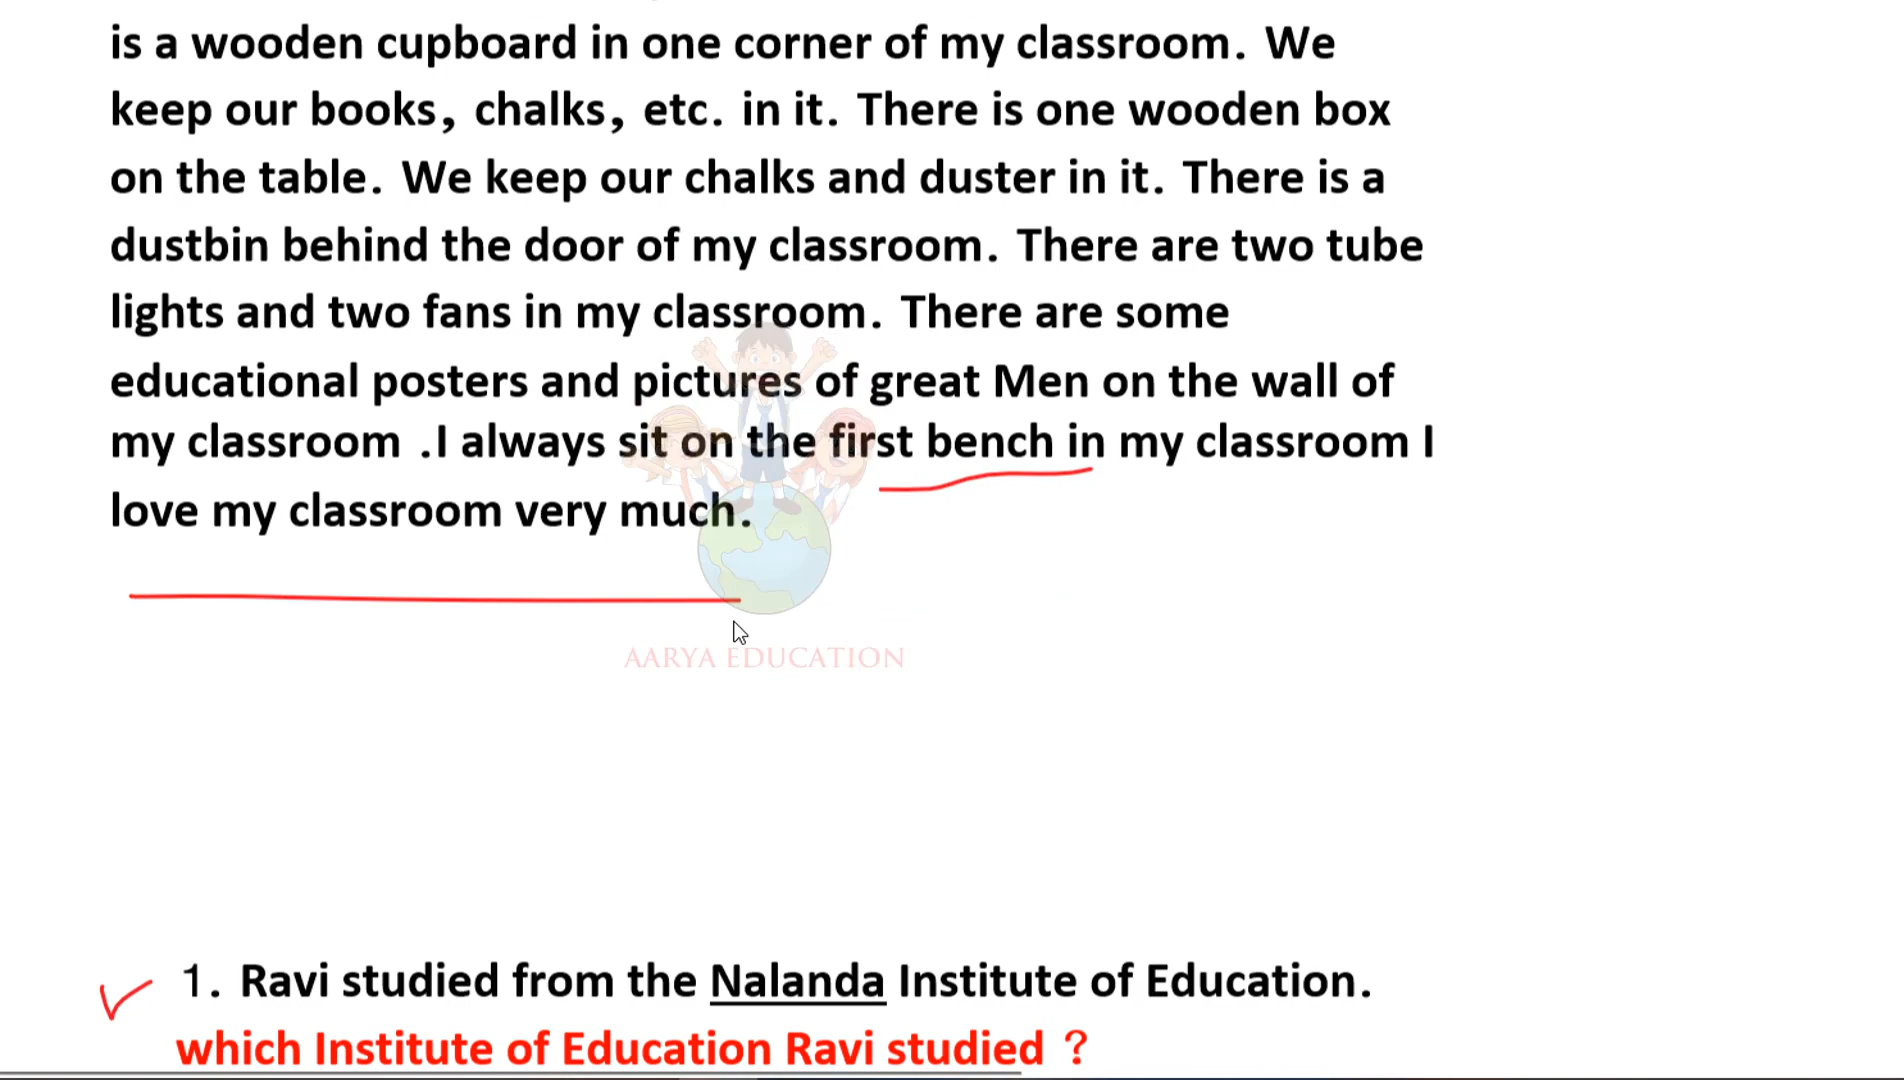 is a wooden cupboard in one corner of my classroom. We
keep our books, chalks, etc. in it. There is one wooden box
on the table. We keep our chalks and duster in it. There is a
dustbin behind the door of my classroom. There are two tube
lights and two fans in my classroom. There are some
educational posters and pictures of great Men on the wall of
my classroom .I always sit on the first bench in my classroom I
love my classroom very much.
AARYA EDUCATION
1. Ravi studied from the Nalanda Institute of Education.
which Institute of Education Ravi studied ?